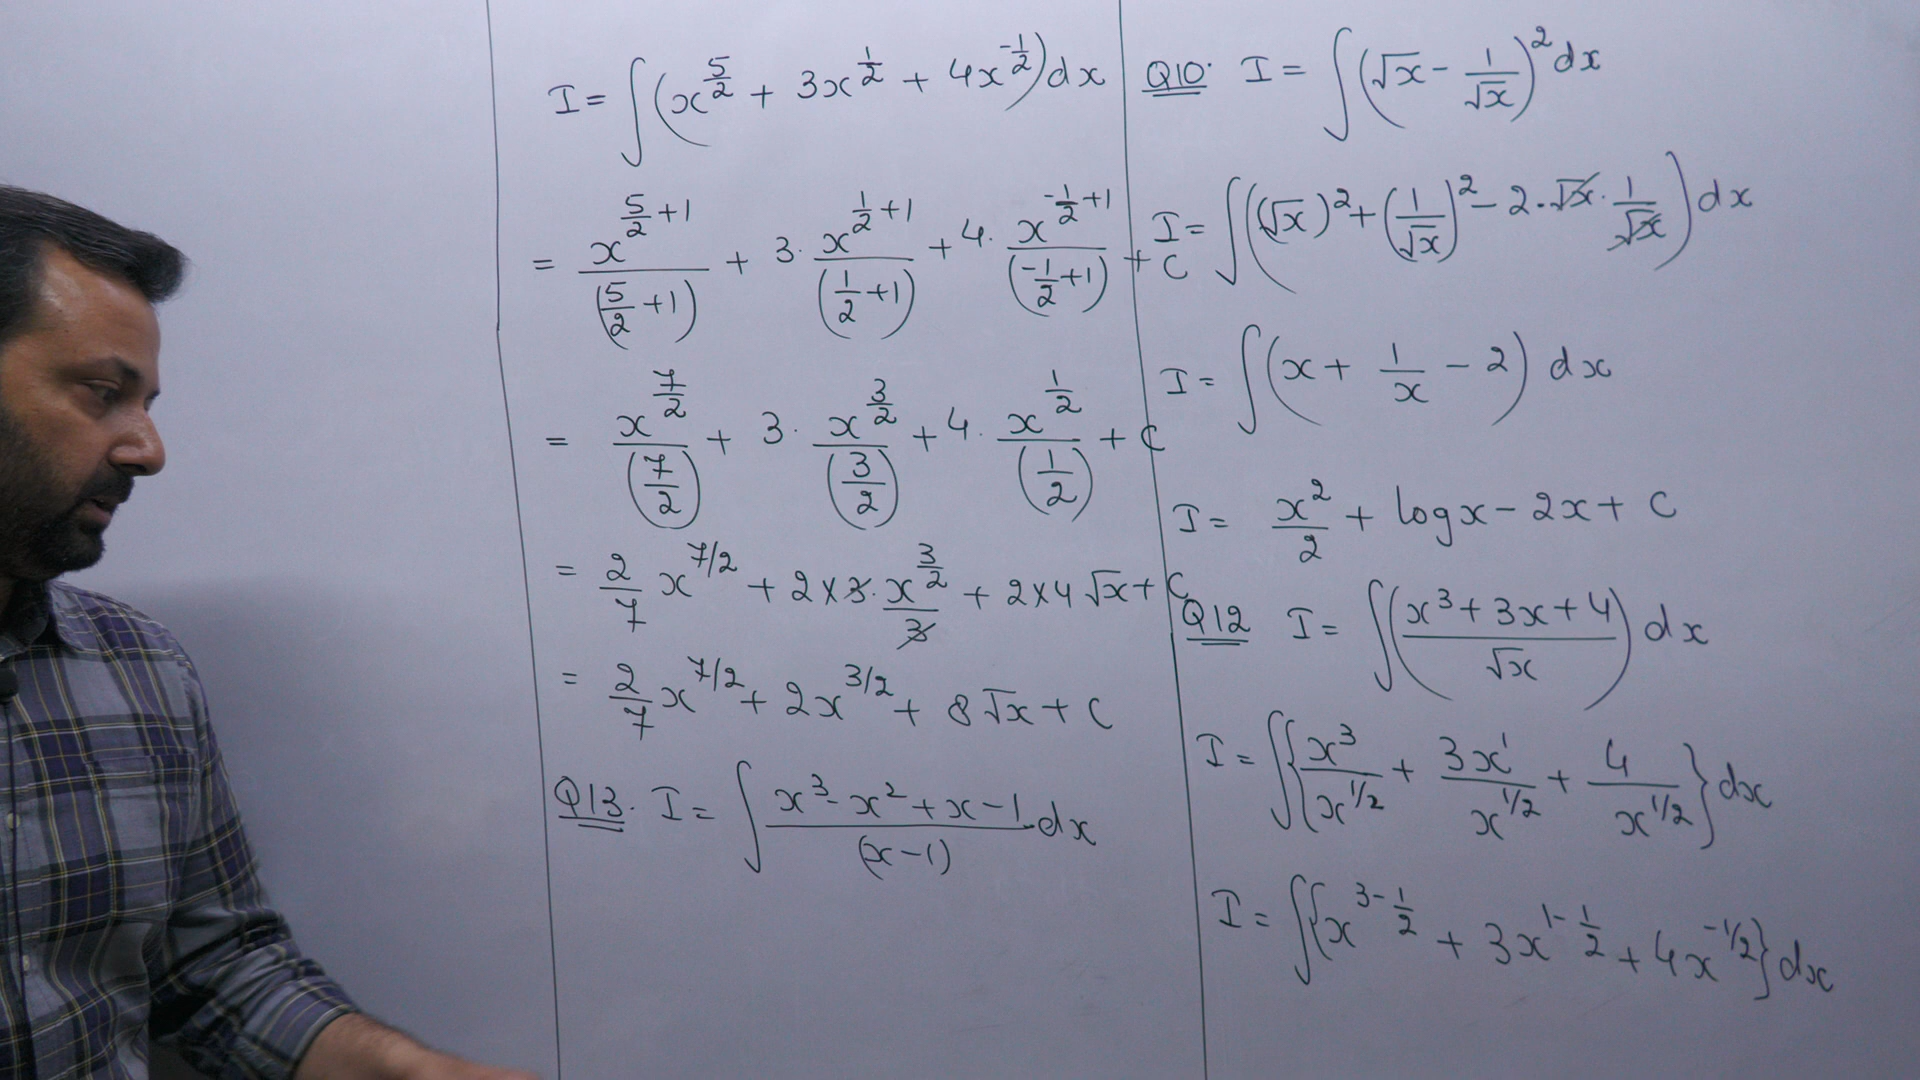 I = ∫(x^{5/2} + 3x^{1/2} + 4x^{-1/2})dx
= x^{5/2+1}/(5/2+1) + 3·x^{1/2+1}/(1/2+1) + 4·x^{-1/2+1}/(-1/2+1) + C
= x^{7/2}/(7/2) + 3·x^{3/2}/(3/2) + 4·x^{1/2}/(1/2) + C
= 2/7 x^{7/2} + 2×3·x^{3/2}/3 + 2×4√x + C
= 2/7 x^{7/2} + 2x^{3/2} + 8√x + C
Q13. I = ∫ (x³-x²+x-1)/(x-1) dx
Q10. I = ∫(√x - 1/√x)² dx
I = ∫((√x)² + (1/√x)² - 2·√x·1/√x) dx
I = ∫(x + 1/x - 2) dx
I = x²/2 + logx - 2x + C
Q12 I = ∫((x³+3x+4)/√x) dx
I = ∫{x³/x^{1/2} + 3x¹/x^{1/2} + 4/x^{1/2}}dx
I = ∫{x^{3-1/2} + 3x^{1-1/2} + 4x^{-1/2}}dx